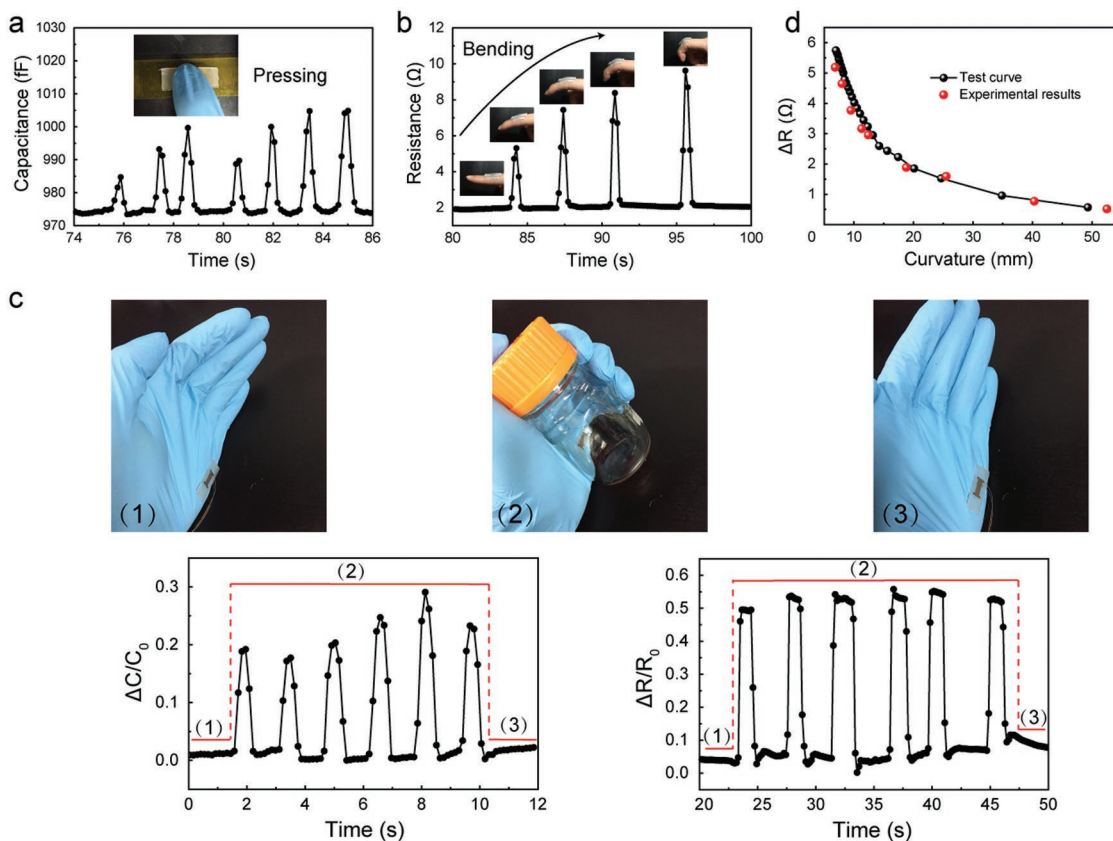 a
1030
1020
1010
1000
990
980
970
Capacitance (fF)
Pressing
74 76 78 80 82 84 86
Time (s)
b
12
10
8
6
4
2
0
Resistance (Ω)
Bending
80 85 90 95 100
Time (s)
d
6
5
4
3
2
1
0
ΔR (Ω)
Test curve
Experimental results
10 20 30 40 50
Curvature (mm)
c
(1)
(2)
(3)
0.3
0.2
0.1
0.0
ΔC/C₀
(1)
(2)
(3)
0 2 4 6 8 10 12
Time (s)
0.6
0.5
0.4
0.3
0.2
0.1
0.0
ΔR/R₀
(1)
(2)
(3)
20 25 30 35 40 45 50
Time (s)